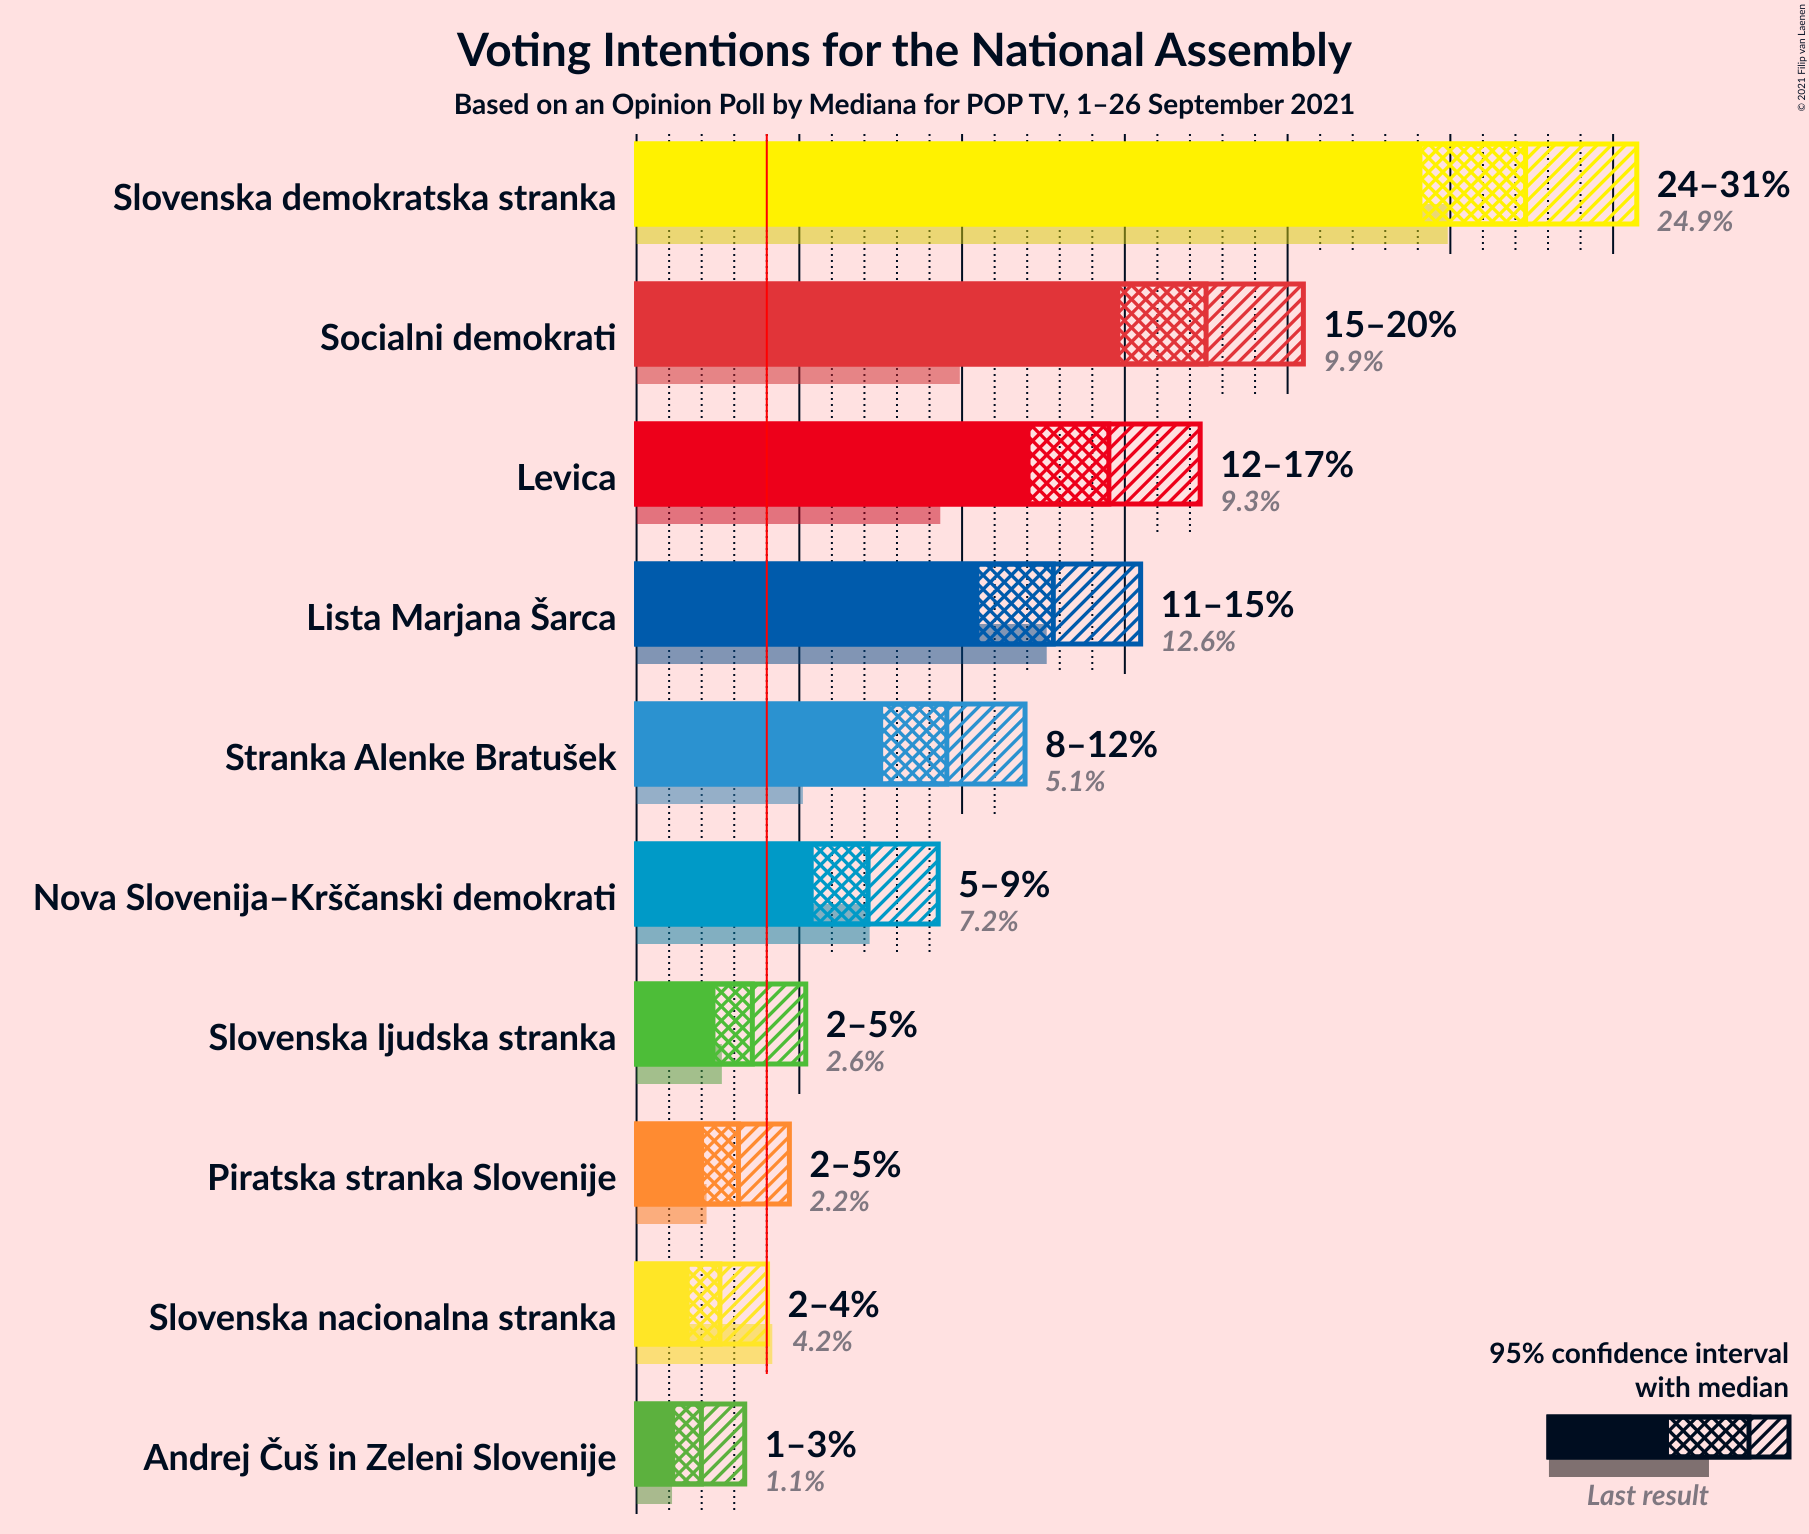 Voting Intentions for the National Assembly
Based on an Opinion Poll by Mediana for POP TV, 1–26 September 2021
© 2021 Filip van Laenen
Slovenska demokratska stranka
24–31%
24.9%
Socialni demokrati
15–20%
9.9%
Levica
12–17%
9.3%
Lista Marjana Šarca
11–15%
12.6%
Stranka Alenke Bratušek
8–12%
5.1%
Nova Slovenija–Krščanski demokrati
5–9%
7.2%
Slovenska ljudska stranka
2–5%
2.6%
Piratska stranka Slovenije
2–5%
2.2%
Slovenska nacionalna stranka
2–4%
4.2%
Andrej Čuš in Zeleni Slovenije
1–3%
1.1%
95% confidence interval
with median
Last result